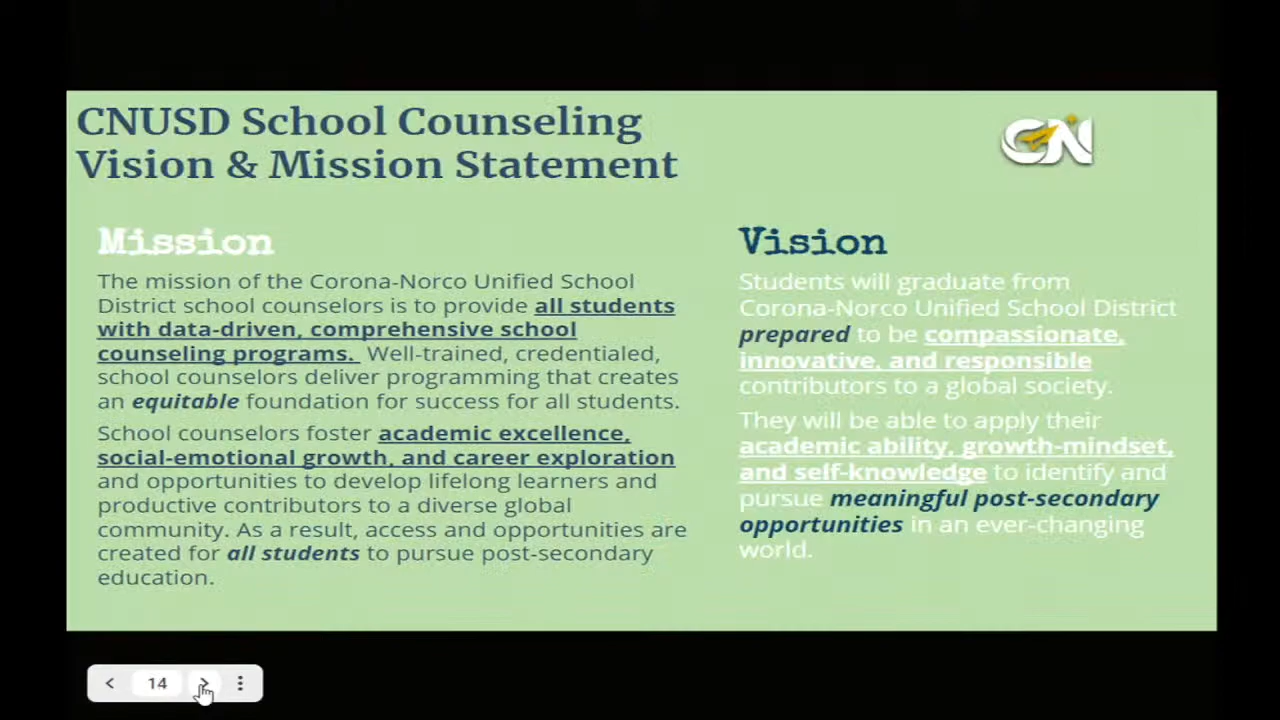 CNUSD School Counseling
Vision & Mission Statement
CN
Mission
The mission of the Corona-Norco Unified School
District school counselors is to provide all students
with data-driven, comprehensive school
counseling programs. Well-trained, credentialed,
school counselors deliver programming that creates
an equitable foundation for success for all students.
School counselors foster academic excellence,
social-emotional growth, and career exploration
and opportunities to develop lifelong learners and
productive contributors to a diverse global
community. As a result, access and opportunities are
created for all students to pursue post-secondary
education.
Vision
Students will graduate from
Corona-Norco Unified School District
prepared to be compassionate,
innovative, and responsible
contributors to a global society.
They will be able to apply their
academic ability, growth-mindset,
and self-knowledge to identify and
pursue meaningful post-secondary
opportunities in an ever-changing
world.
14